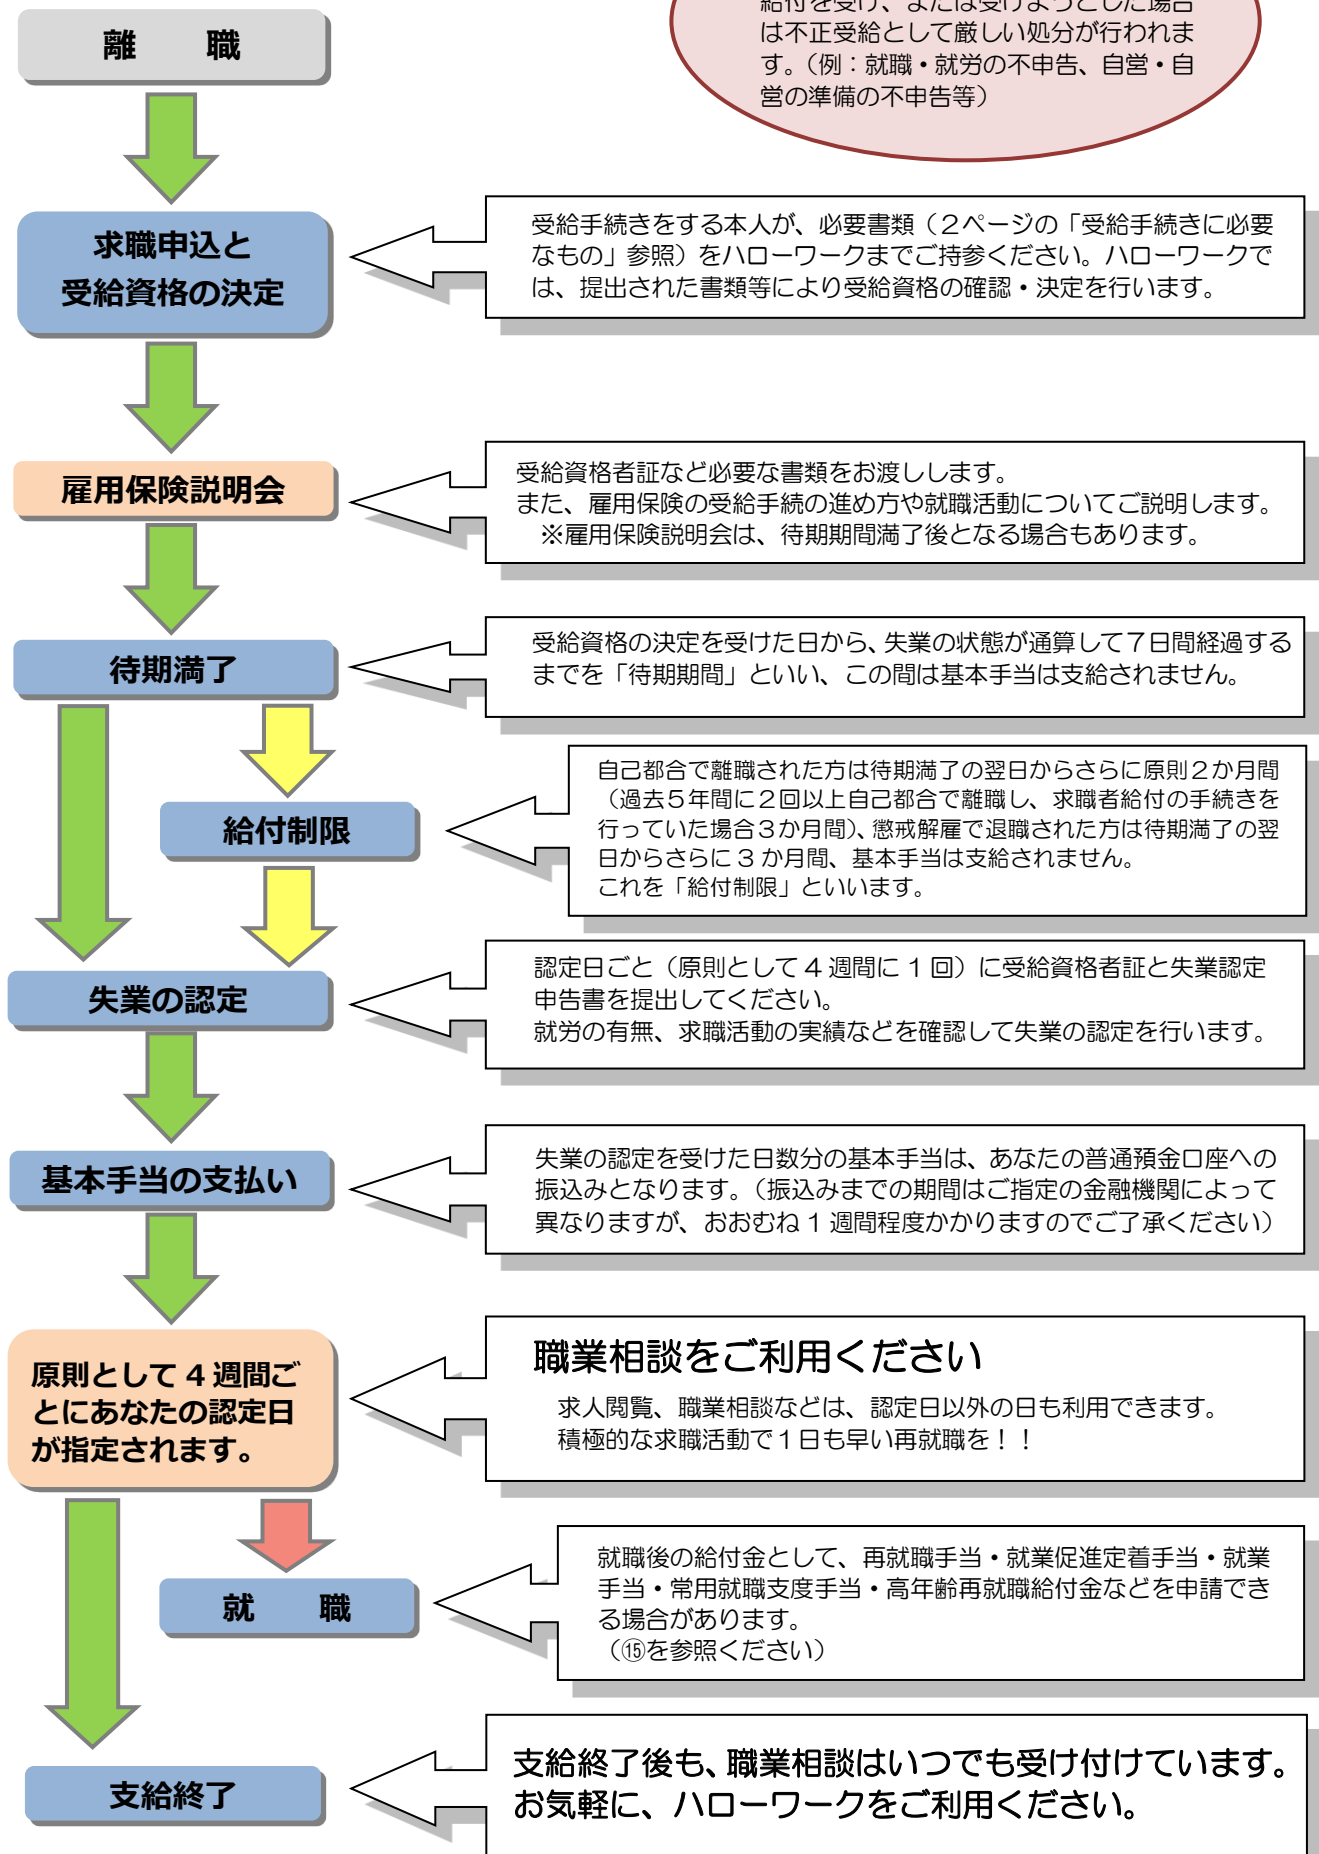 給付を受け、または受けようとした場合
は不正受給として厳しい処分が行われま
す。（例：就職・就労の不申告、自営・自
営の準備の不申告等）
離　職
求職申込と
受給資格の決定
受給手続きをする本人が、必要書類（２ページの「受給手続きに必要
なもの」参照）をハローワークまでご持参ください。ハローワークで
は、提出された書類等により受給資格の確認・決定を行います。
雇用保険説明会
受給資格者証など必要な書類をお渡しします。
また、雇用保険の受給手続の進め方や就職活動についてご説明します。
※雇用保険説明会は、待期期間満了後となる場合もあります。
待期満了
受給資格の決定を受けた日から、失業の状態が通算して７日間経過する
までを「待期期間」といい、この間は基本手当は支給されません。
給付制限
自己都合で離職された方は待期満了の翌日からさらに原則２か月間
（過去５年間に２回以上自己都合で離職し、求職者給付の手続きを
行っていた場合３か月間）、懲戒解雇で退職された方は待期満了の翌
日からさらに 3 か月間、基本手当は支給されません。
これを「給付制限」といいます。
失業の認定
認定日ごと（原則として 4 週間に 1 回）に受給資格者証と失業認定
申告書を提出してください。
就労の有無、求職活動の実績などを確認して失業の認定を行います。
基本手当の支払い
失業の認定を受けた日数分の基本手当は、あなたの普通預金口座への
振込みとなります。（振込みまでの期間はご指定の金融機関によって
異なりますが、おおむね 1 週間程度かかりますのでご了承ください）
原則として 4 週間ご
とにあなたの認定日
が指定されます。
職業相談をご利用ください
求人閲覧、職業相談などは、認定日以外の日も利用できます。
積極的な求職活動で１日も早い再就職を！！
就　職
就職後の給付金として、再就職手当・就業促進定着手当・就業
手当・常用就職支度手当・高年齢再就職給付金などを申請でき
る場合があります。
（⑮を参照ください）
支給終了
支給終了後も、職業相談はいつでも受け付けています。
お気軽に、ハローワークをご利用ください。